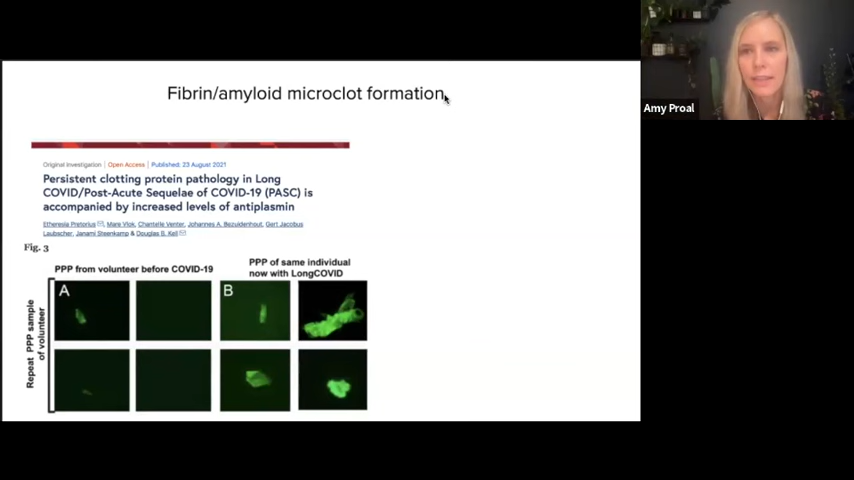 Fibrin/amyloid microclot formation
Amy Proal
Original Investigation | Open Access | Published: 23 August 2021
Persistent clotting protein pathology in Long
COVID/Post-Acute Sequelae of COVID-19 (PASC) is
accompanied by increased levels of antiplasmin
Etheresia Pretorius, Mare Vlok, Chantelle Venter, Johannes A. Bezuidenhout, Gert Jacobus
Laubscher, Janami Steenkamp & Douglas B. Kell
Fig. 3
PPP from volunteer before COVID-19
PPP of same individual
now with LongCOVID
Repeat PPP sample
of volunteer
A
B